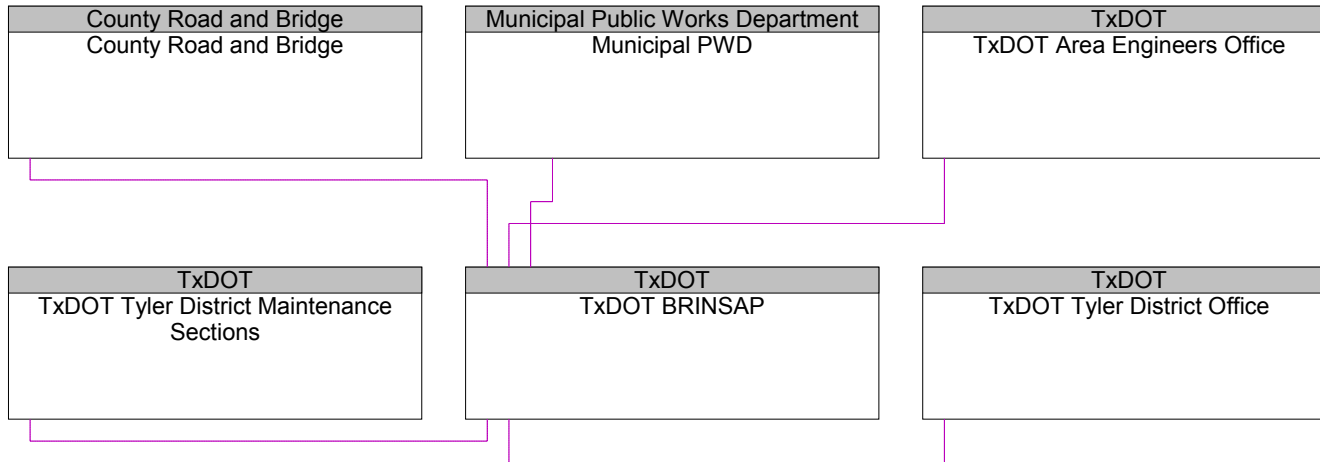 County Road and Bridge
County Road and Bridge
Municipal Public Works Department
Municipal PWD
TxDOT
TxDOT Area Engineers Office
TxDOT
TxDOT Tyler District Maintenance
Sections
TxDOT
TxDOT BRINSAP
TxDOT
TxDOT Tyler District Office